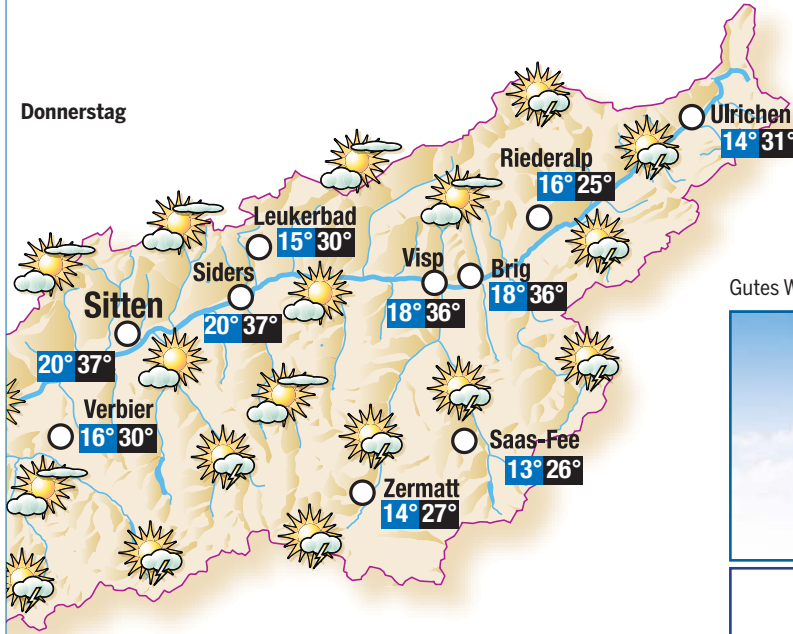 Donnerstag
Ulrichen
14° 31°
Riederalp
16° 25°
Leukerbad
15° 30°
Visp
18° 36°
Brig
18° 36°
Siders
20° 37°
Sitten
20° 37°
Gutes W
Verbier
16° 30°
Saas-Fee
13° 26°
Zermatt
14° 27°